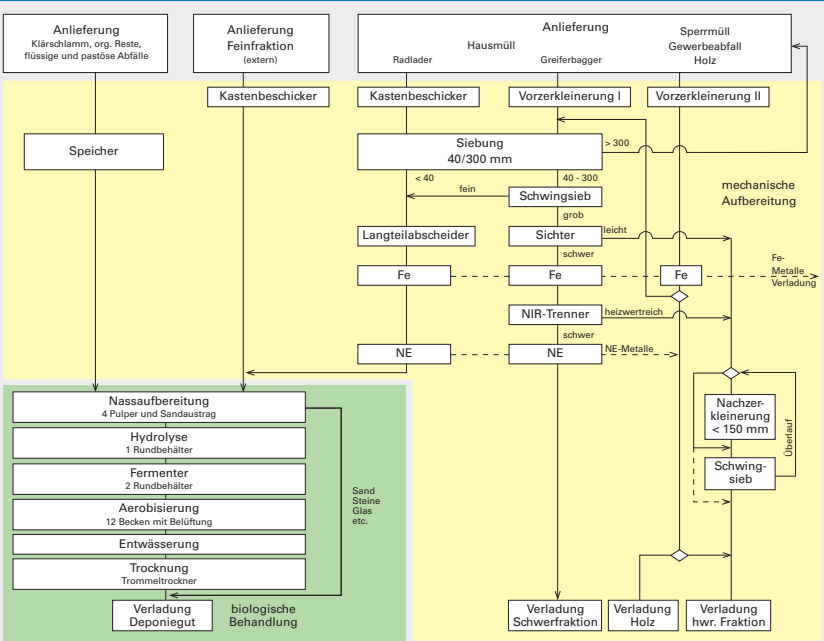 Anlieferung
Klärschlamm, org. Reste,
flüssige und pastöse Abfälle
Anlieferung
Feinfraktion
(extern)
Anlieferung
Hausmüll
Radlader
Greiferbagger
Sperrmüll
Gewerbeabfall
Holz
Kastenbeschicker
Kastenbeschicker
Vorzerkleinerung I
Vorzerkleinerung II
Speicher
Siebung
40/300 mm
> 300
< 40
40 - 300
fein
Schwingsieb
grob
mechanische
Aufbereitung
Langteilabscheider
Sichter
leicht
schwer
Fe
Fe
Fe
Fe-
Metalle
Verladung
NIR-Trenner
heizwertreich
schwer
NE
NE
NE-Metalle
Nassaufbereitung
4 Pulper und Sandaustrag
Hydrolyse
1 Rundbehälter
Fermenter
2 Rundbehälter
Aerobisierung
12 Becken mit Belüftung
Entwässerung
Trocknung
Trommeltrockner
Sand
Steine
Glas
etc.
Nachzer-
kleinerung
< 150 mm
Überlauf
Schwing-
sieb
Verladung
Deponiegut
biologische
Behandlung
Verladung
Schwerfraktion
Verladung
Holz
Verladung
hwr. Fraktion